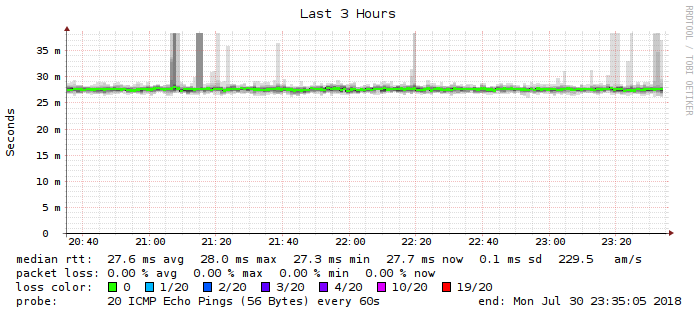 Last 3 Hours
RRDTOOL / TOBI OETIKER
Seconds
35 m
30 m
25 m
20 m
15 m
10 m
5 m
0
20:40 21:00 21:20 21:40 22:00 22:20 22:40 23:00 23:20
median rtt: 27.6 ms avg 28.0 ms max 27.3 ms min 27.7 ms now 0.1 ms sd 229.5 am/s
packet loss: 0.00 % avg 0.00 % max 0.00 % min 0.00 % now
loss color: 0 1/20 2/20 3/20 4/20 10/20 19/20
probe: 20 ICMP Echo Pings (56 Bytes) every 60s end: Mon Jul 30 23:35:05 2018